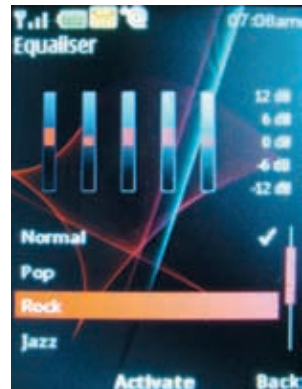 07:08am
Equaliser
12 dB
6 dB
0 dB
-6 dB
-12 dB
Normal
Pop
Rock
Jazz
Activate Back